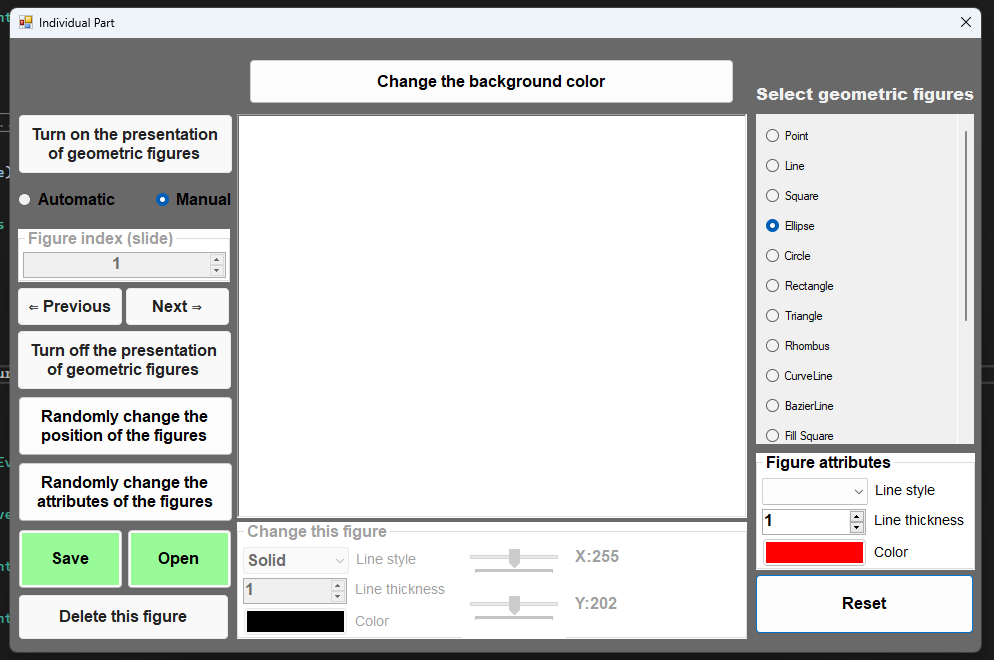 Individual Part
Change the background color
Select geometric figures
Turn on the presentation
of geometric figures
Automatic
Manual
Figure index (slide)
1
⇐ Previous
Next ⇒
Turn off the presentation
of geometric figures
Randomly change the
position of the figures
Randomly change the
attributes of the figures
Save
Open
Delete this figure
Change this figure
Solid
Line style
1
Line thickness
Color
X:255
Y:202
Point
Line
Square
Ellipse
Circle
Rectangle
Triangle
Rhombus
CurveLine
BazierLine
Fill Square
Figure attributes
Line style
1
Line thickness
Color
Reset